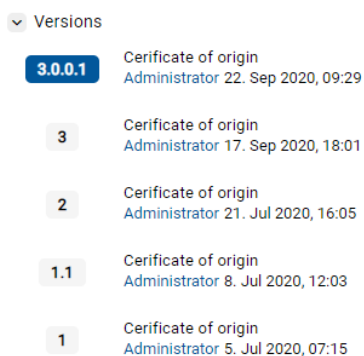 Versions
3.0.0.1
Cerificate of origin
Administrator 22. Sep 2020, 09:29
3
Cerificate of origin
Administrator 17. Sep 2020, 18:01
2
Cerificate of origin
Administrator 21. Jul 2020, 16:05
1.1
Cerificate of origin
Administrator 8. Jul 2020, 12:03
1
Cerificate of origin
Administrator 5. Jul 2020, 07:15